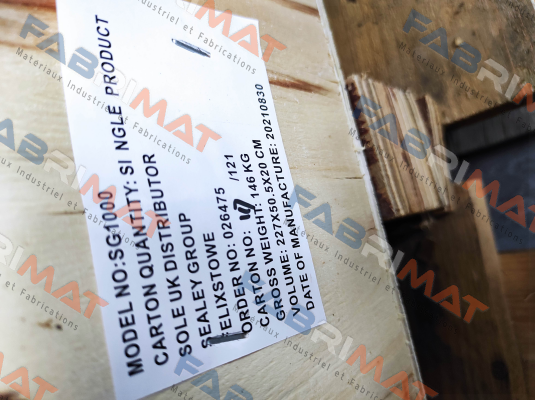 MODEL NO:SG1000
CARTON QUANTITY: SI NGLE PRODUCT
SOLE UK DISTRIBUTOR
SEALEY GROUP
FELIXSTOWE
ORDER NO: 026475
CARTON NO: /121
CARTON WEIGHT: 146 KG
GROSS
VOLUME: 227X50.5X20 CM
DATE OF MANUFACTURE: 20210830
FABRIMAT
Materiaux Industriel et Fabrications